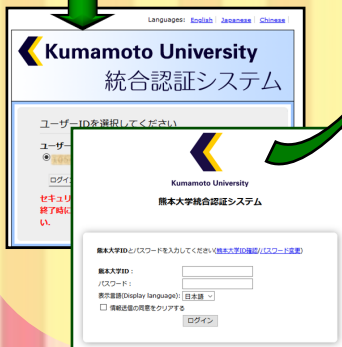 Languages: English | Japanese | Chinese
Kumamoto University
統合認証システム
ユーザーIDを選択してください
ユーザー
ログイ
セキュリ
終了時に
い.
Kumamoto University
熊本大学統合認証システム
熊本大学IDとパスワードを入力してください(熊本大学ID確認/パスワード変更)
熊本大学ID：
パスワード：
表示言語(Display language)： 日本語
情報送信の同意をクリアする
ログイン